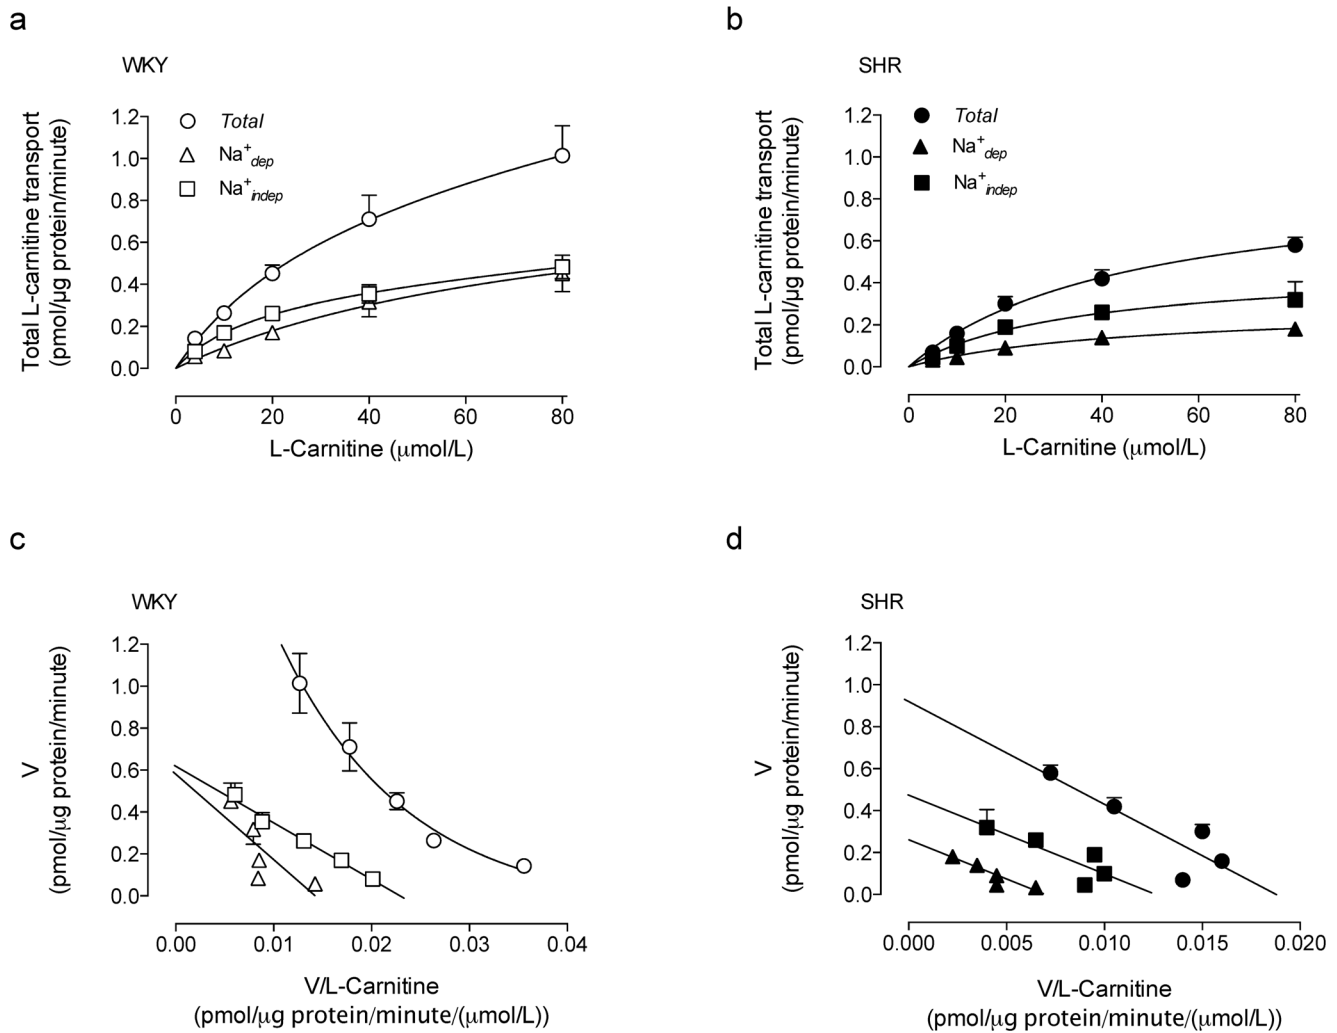 a
WKY
Total L-carnitine transport
(pmol/μg protein/minute)
1.2
1.0
0.8
0.6
0.4
0.2
0.0
Total
Na⁺dep
Na⁺indep
0 20 40 60 80
L-Carnitine (μmol/L)
b
SHR
Total L-carnitine transport
(pmol/μg protein/minute)
1.2
1.0
0.8
0.6
0.4
0.2
0.0
Total
Na⁺dep
Na⁺indep
0 20 40 60 80
L-Carnitine (μmol/L)
c
WKY
V
(pmol/μg protein/minute)
1.2
1.0
0.8
0.6
0.4
0.2
0.0
0.00 0.01 0.02 0.03 0.04
V/L-Carnitine
(pmol/μg protein/minute/(μmol/L))
d
SHR
V
(pmol/μg protein/minute)
1.2
1.0
0.8
0.6
0.4
0.2
0.0
0.000 0.005 0.010 0.015 0.020
V/L-Carnitine
(pmol/μg protein/minute/(μmol/L))